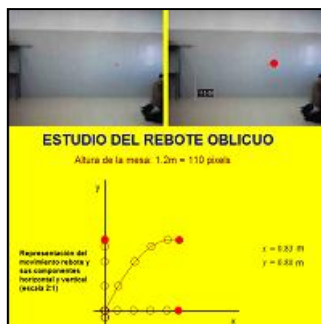 ESTUDIO DEL REBOTE OBLICUO
Altura de la mesa: 1.2m = 110 pixels
y
Representación del
movimiento rebote y
sus componentes
horizontal y vertical
(escala 2:1)
x = 0.83 m
y = 0.80 m
x